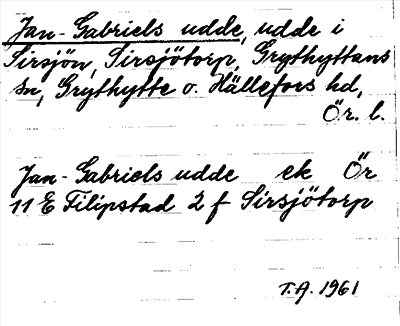 Jan-Gabriels udde, udde i
Sirsjön, Sirsjötorp, Grythyttans
sn, Grythytte o. Hällefors hd,
Ör. l.
Jan-Gabriels udde ek Ör
11 E Filipstad 2 f Sirsjötorp
T.A. 1961